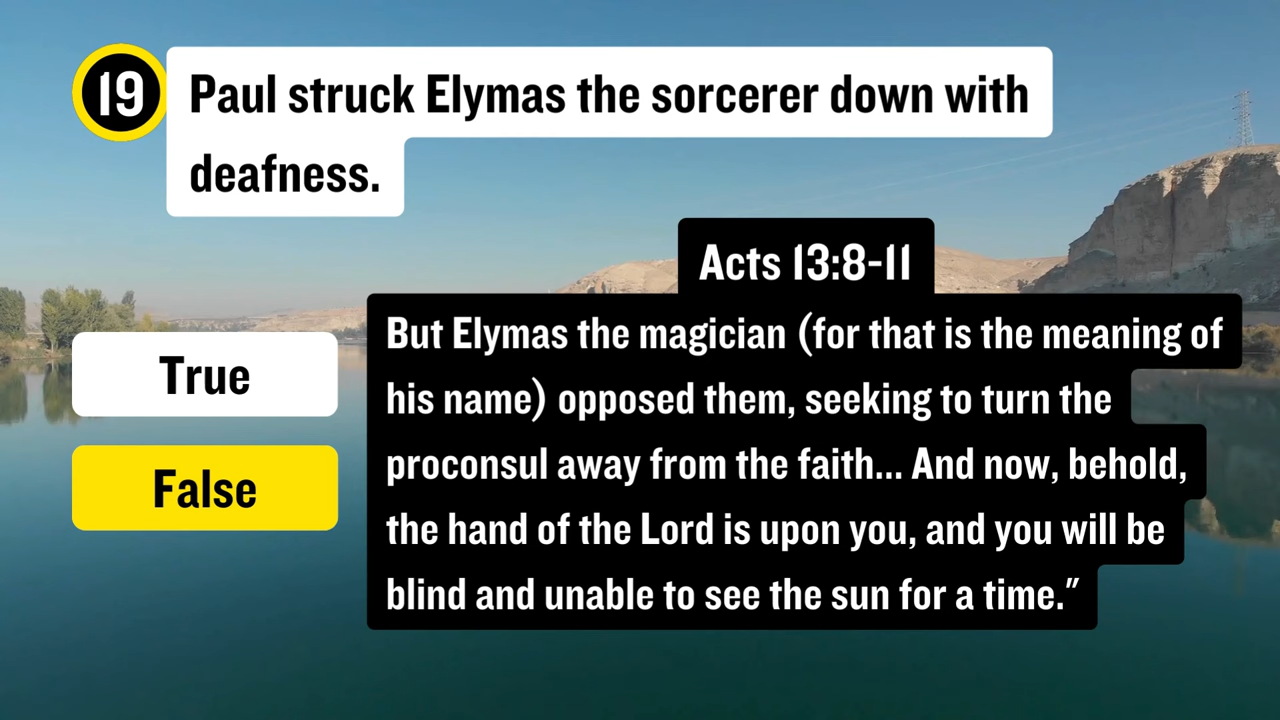 19
Paul struck Elymas the sorcerer down with
deafness.
Acts 13:8-11
But Elymas the magician (for that is the meaning of
his name) opposed them, seeking to turn the
proconsul away from the faith... And now, behold,
the hand of the Lord is upon you, and you will be
blind and unable to see the sun for a time.”
True
False